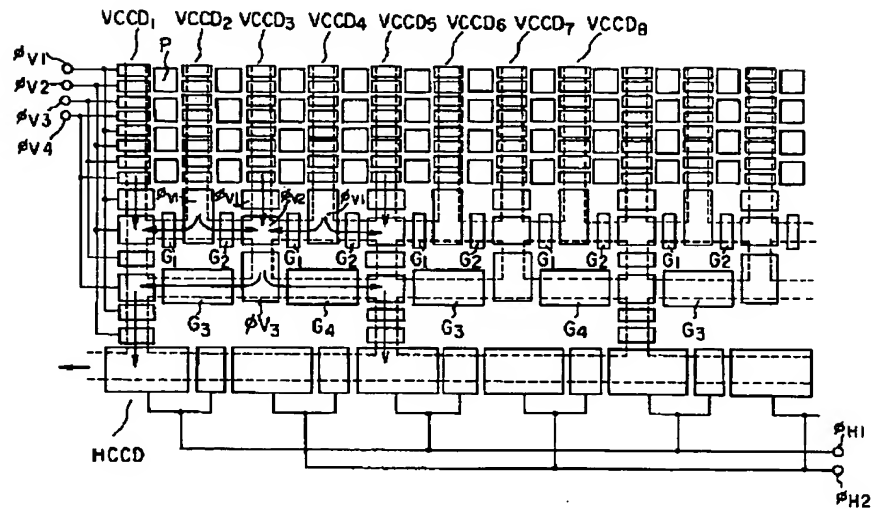 VCCD1 VCCD2 VCCD3 VCCD4 VCCD5 VCCD6 VCCD7 VCCD8
P
φV1
φV2
φV3
φV4
φV1 φV1 φV2 φV1
G1 G2 G1 G2 G1 G2 G1 G2 G1 G2
G3 φV3 G4 G3 G4 G3
HCCD
φH1
φH2